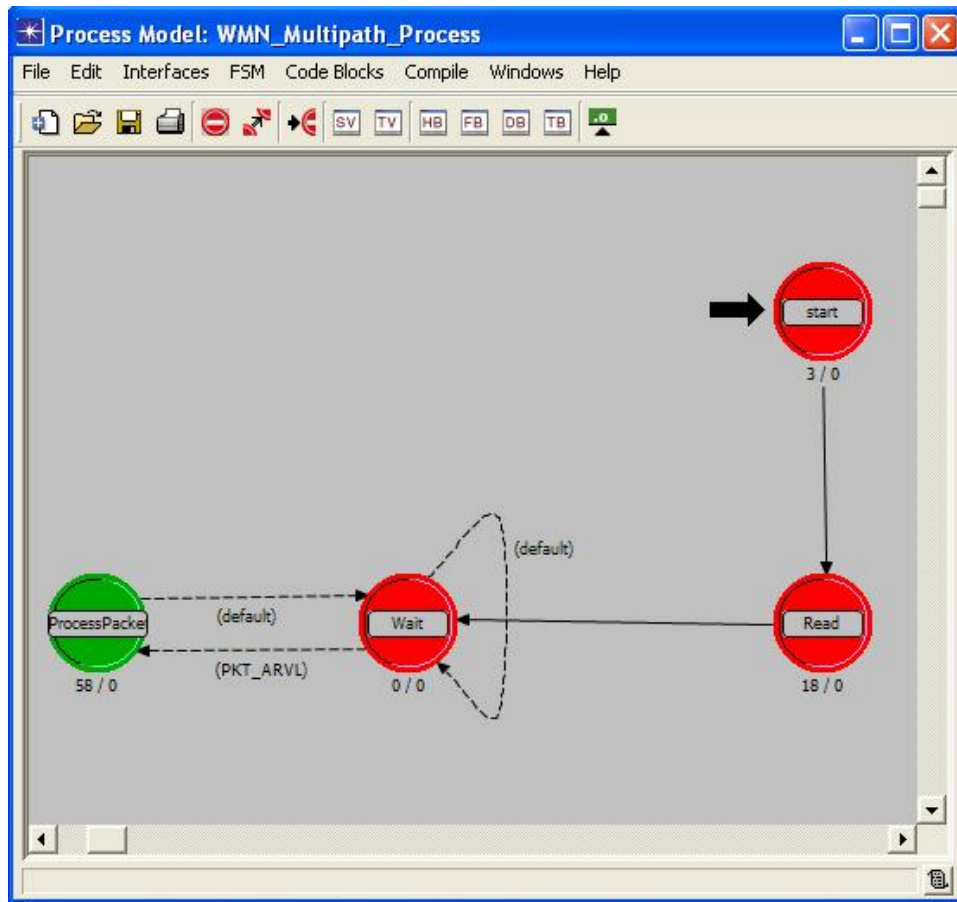 Process Model: WMN_Multipath_Process
File Edit Interfaces FSM Code Blocks Compile Windows Help
SV TV HB FB DB TB .0
start
3 / 0
(default)
ProcessPacke
(default)
Wait
Read
(PKT_ARVL)
58 / 0
0 / 0
18 / 0